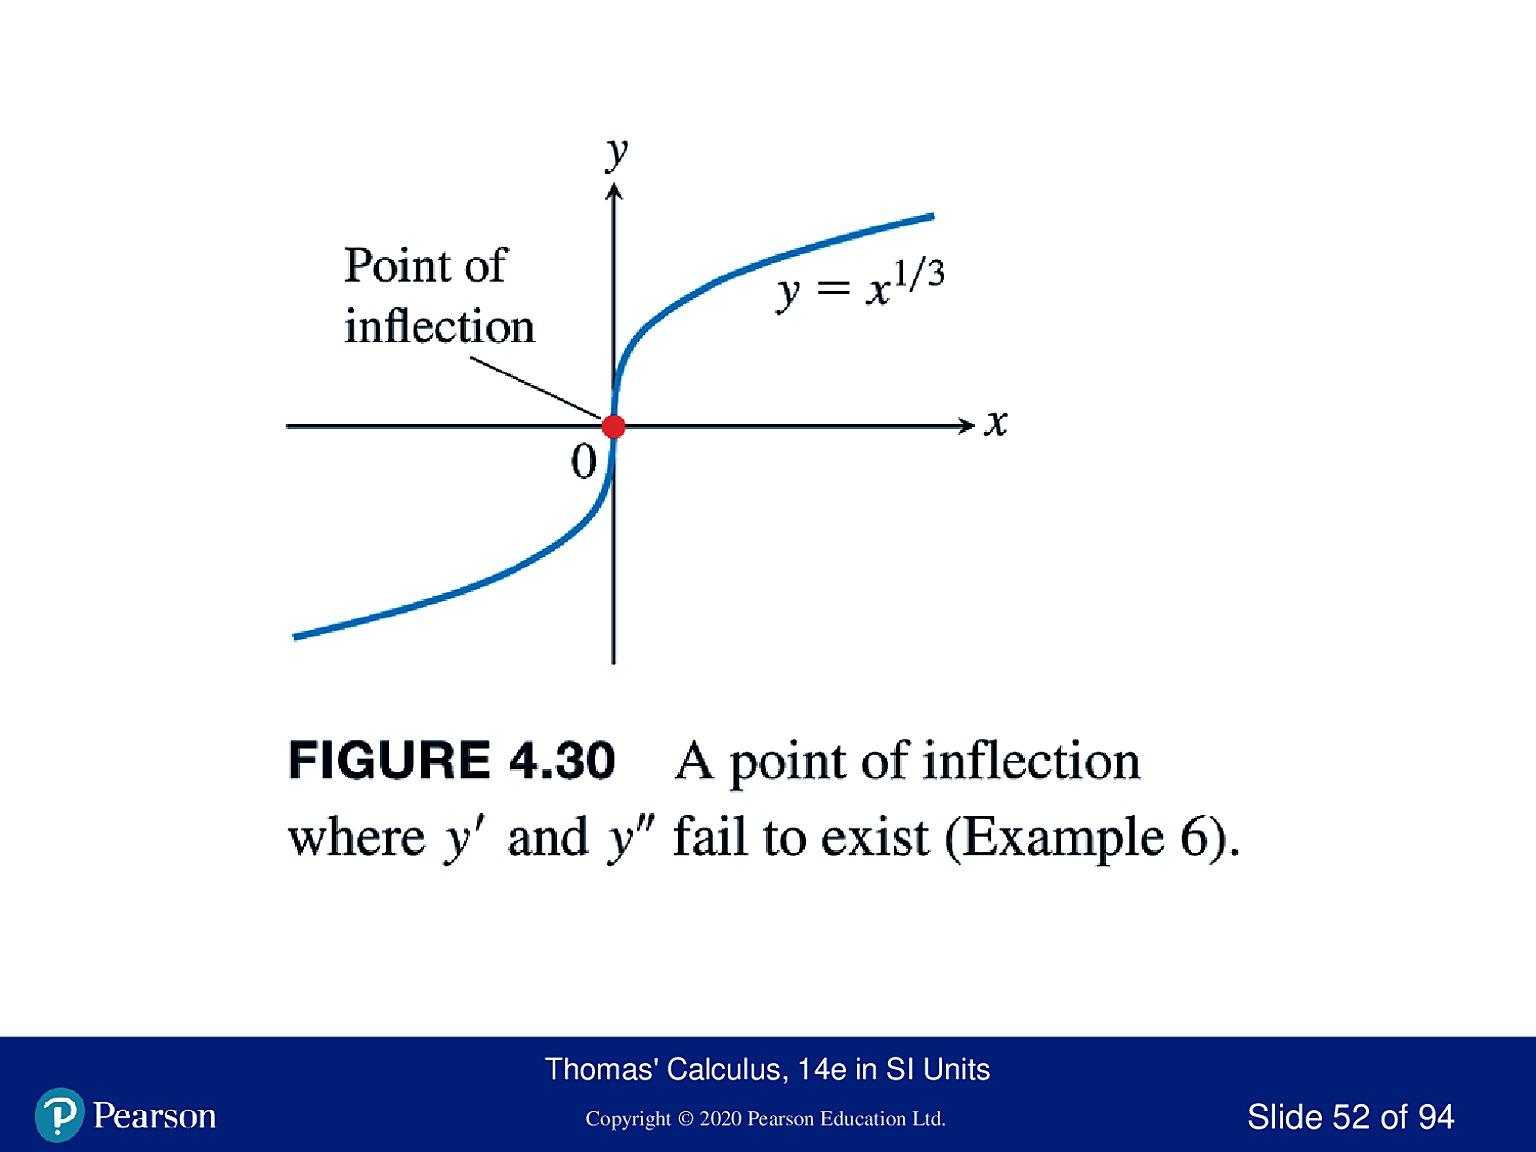 y
Point of
inflection
y = x^{1/3}
x
0
FIGURE 4.30 A point of inflection
where y′ and y″ fail to exist (Example 6).
Thomas' Calculus, 14e in SI Units
Pearson
Copyright © 2020 Pearson Education Ltd.
Slide 52 of 94